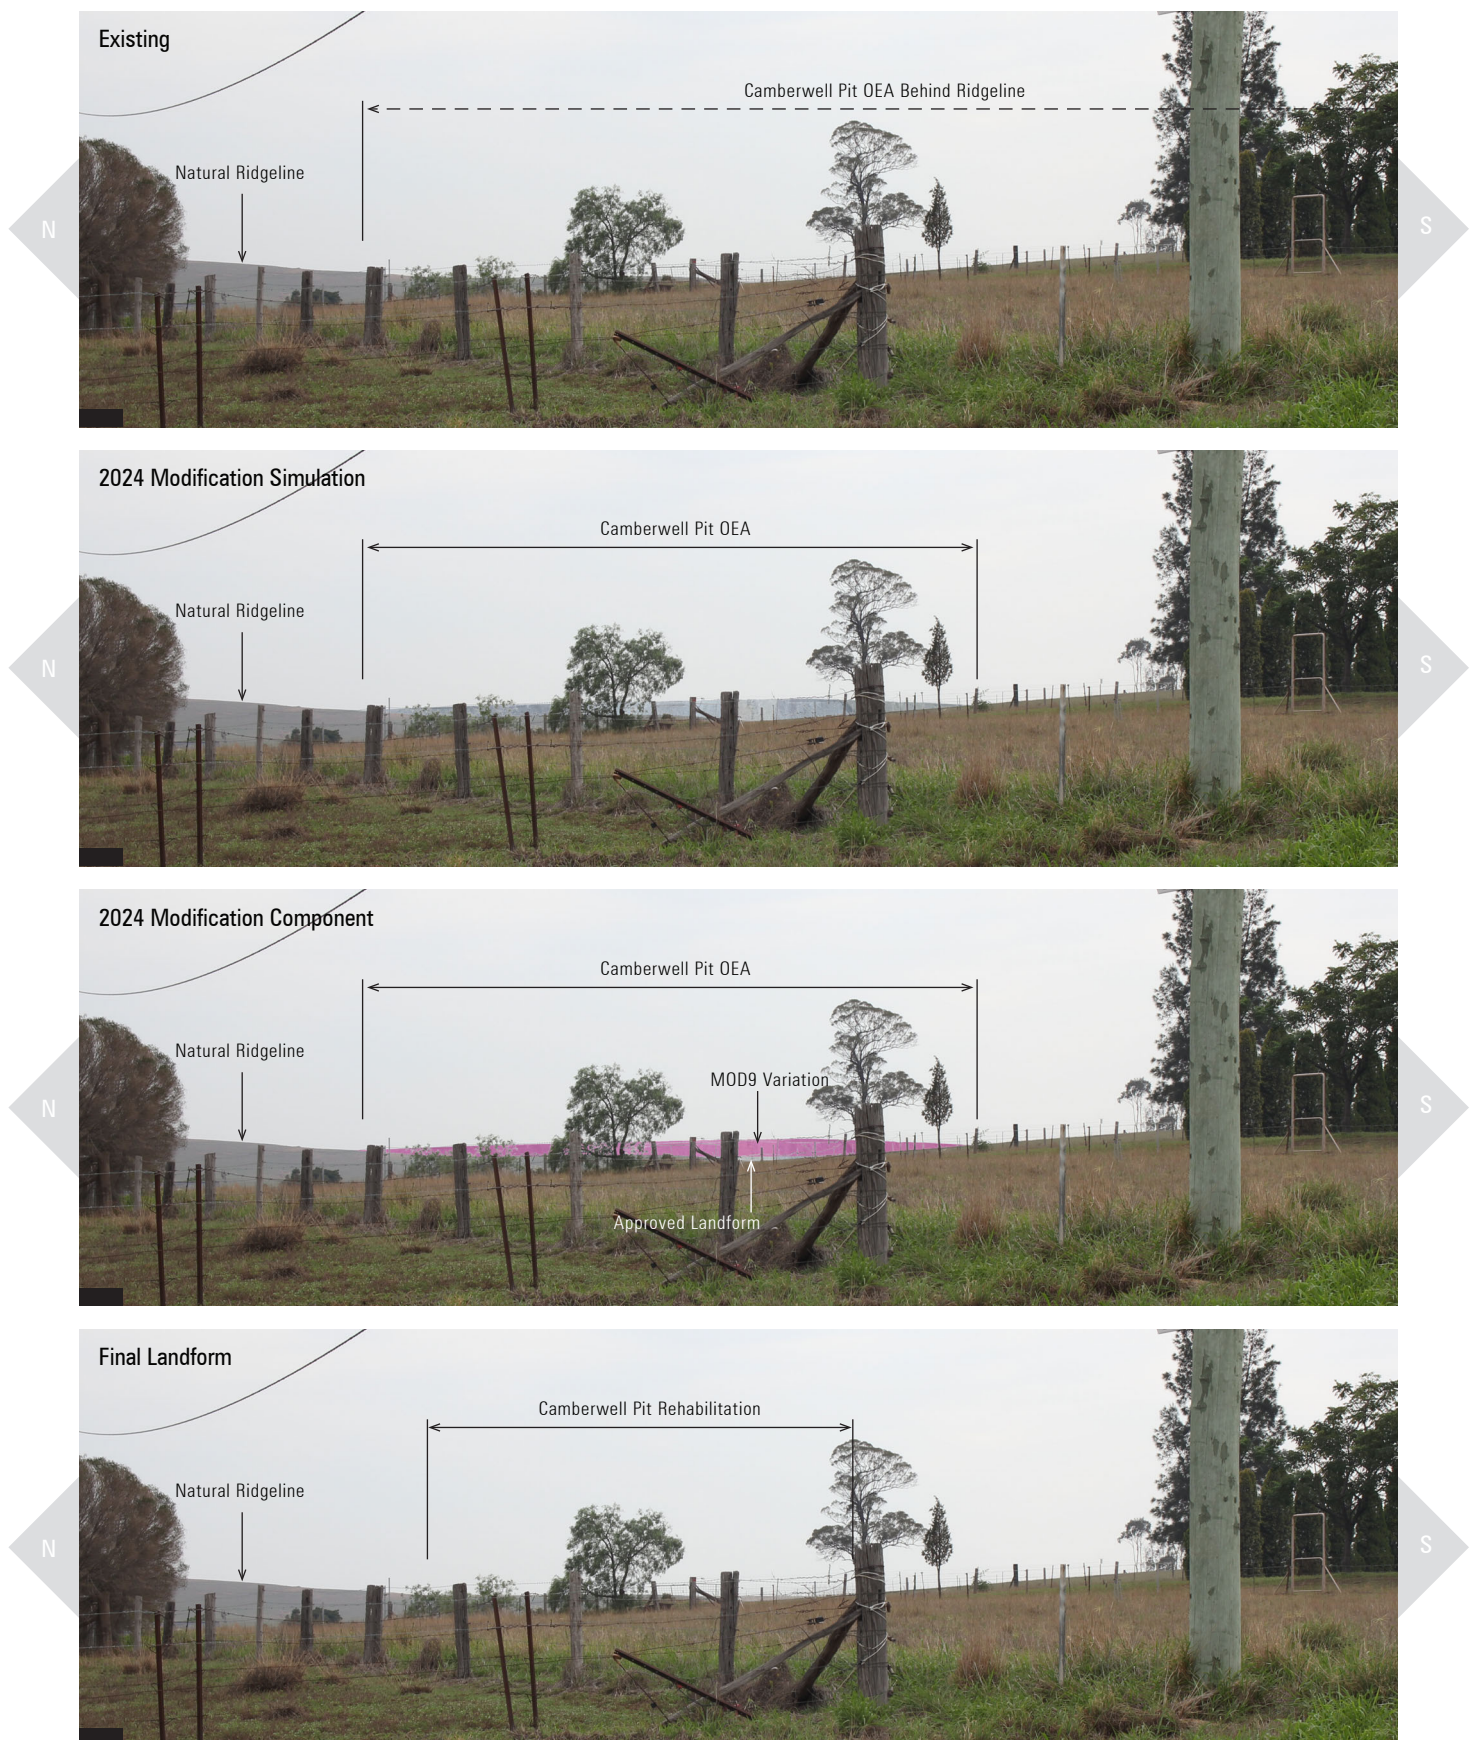 Existing
Camberwell Pit OEA Behind Ridgeline
Natural Ridgeline
N
S
2024 Modification Simulation
Camberwell Pit OEA
Natural Ridgeline
N
S
2024 Modification Component
Camberwell Pit OEA
Natural Ridgeline
MOD9 Variation
N
S
Approved Landform
Final Landform
Camberwell Pit Rehabilitation
Natural Ridgeline
N
S